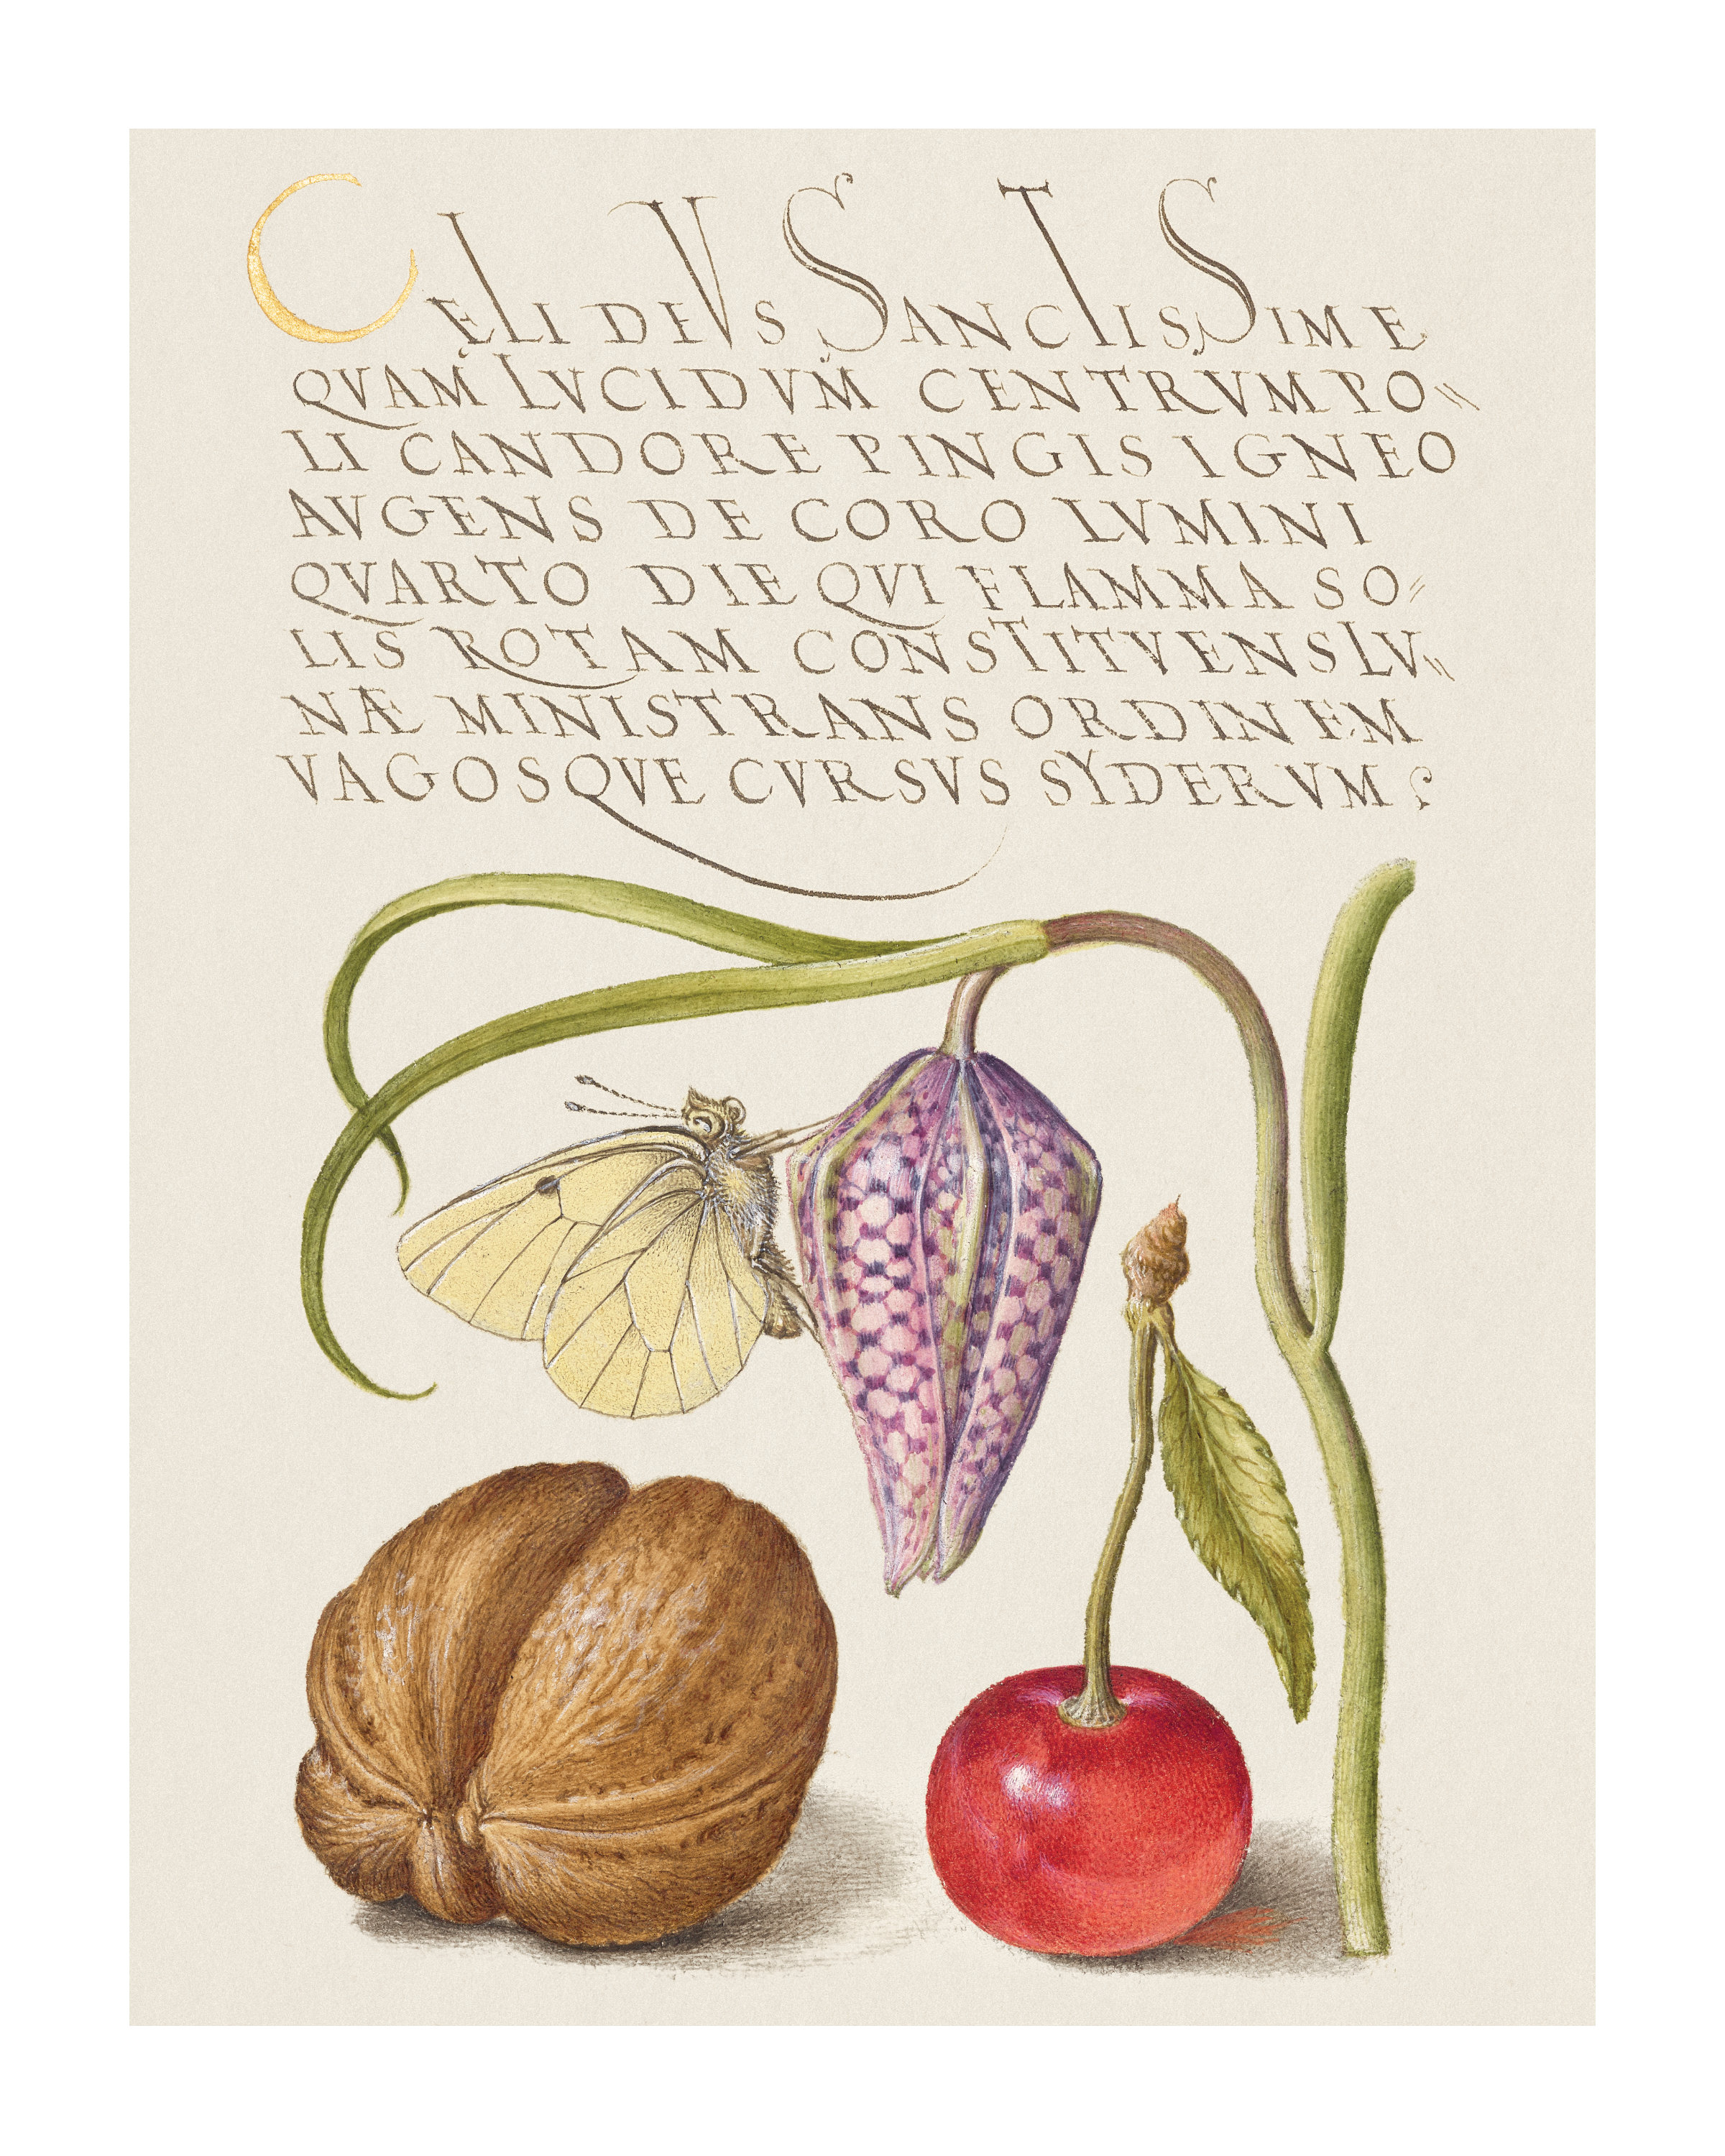 CELI DEVS SANCTISSIME
QVAM LVCIDVM CENTRVM PO〃
LI CANDORE PINGIS IGNEO
AVGENS DE CORO LVMINI
QVARTO DIE QVI FLAMMA SO〃
LIS ROTAM CONSTITVENS LV〃
NÆ MINISTRANS ORDINEM
VAGOSQVE CVRSVS SYDERVM